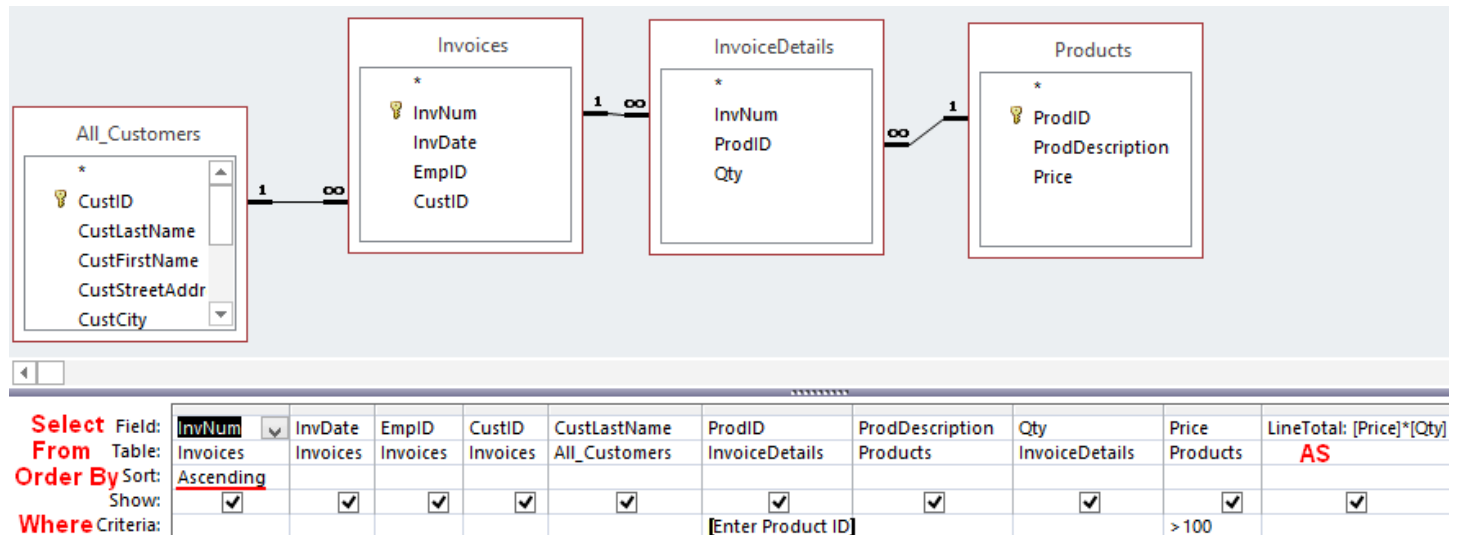 Invoices
*
InvNum
InvDate
EmpID
CustID
InvoiceDetails
*
InvNum
ProdID
Qty
Products
*
ProdID
ProdDescription
Price
All_Customers
*
CustID
CustLastName
CustFirstName
CustStreetAddr
CustCity
1 ∞
1 ∞
∞ 1
Select Field: InvNum InvDate EmpID CustID CustLastName ProdID ProdDescription Qty Price LineTotal: [Price]*[Qty]
From Table: Invoices Invoices Invoices Invoices All_Customers InvoiceDetails Products InvoiceDetails Products AS
Order By Sort: Ascending
Show:
Where Criteria: [Enter Product ID] >100